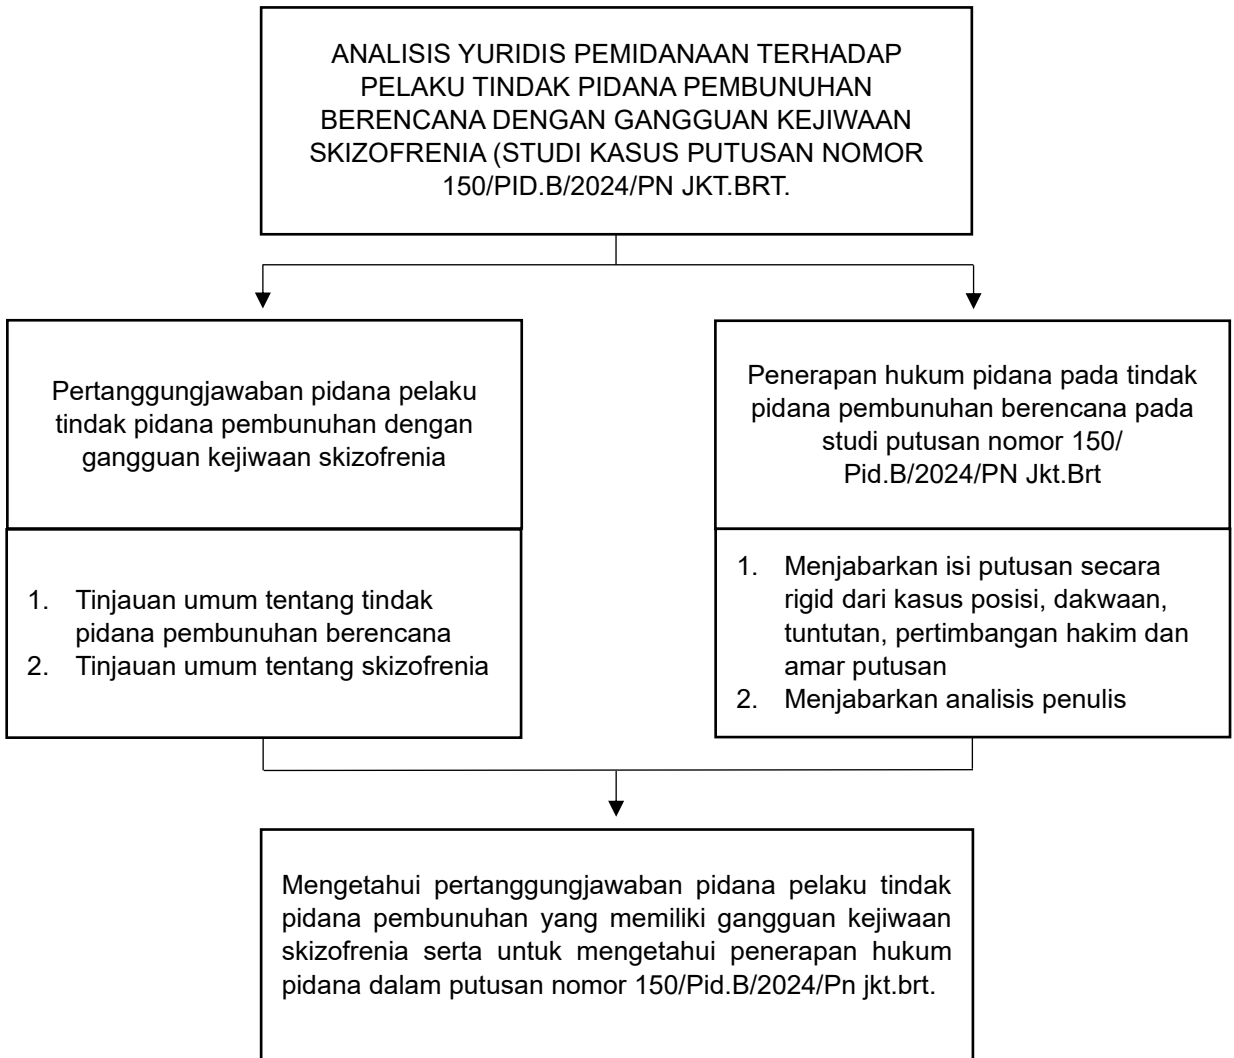 ANALISIS YURIDIS PEMIDANAAN TERHADAP
PELAKU TINDAK PIDANA PEMBUNUHAN
BERENCANA DENGAN GANGGUAN KEJIWAAN
SKIZOFRENIA (STUDI KASUS PUTUSAN NOMOR
150/PID.B/2024/PN JKT.BRT.
Pertanggungjawaban pidana pelaku
tindak pidana pembunuhan dengan
gangguan kejiwaan skizofrenia
1. Tinjauan umum tentang tindak
pidana pembunuhan berencana
2. Tinjauan umum tentang skizofrenia
Penerapan hukum pidana pada tindak
pidana pembunuhan berencana pada
studi putusan nomor 150/
Pid.B/2024/PN Jkt.Brt
1. Menjabarkan isi putusan secara
rigid dari kasus posisi, dakwaan,
tuntutan, pertimbangan hakim dan
amar putusan
2. Menjabarkan analisis penulis
Mengetahui pertanggungjawaban pidana pelaku tindak
pidana pembunuhan yang memiliki gangguan kejiwaan
skizofrenia serta untuk mengetahui penerapan hukum
pidana dalam putusan nomor 150/Pid.B/2024/Pn jkt.brt.